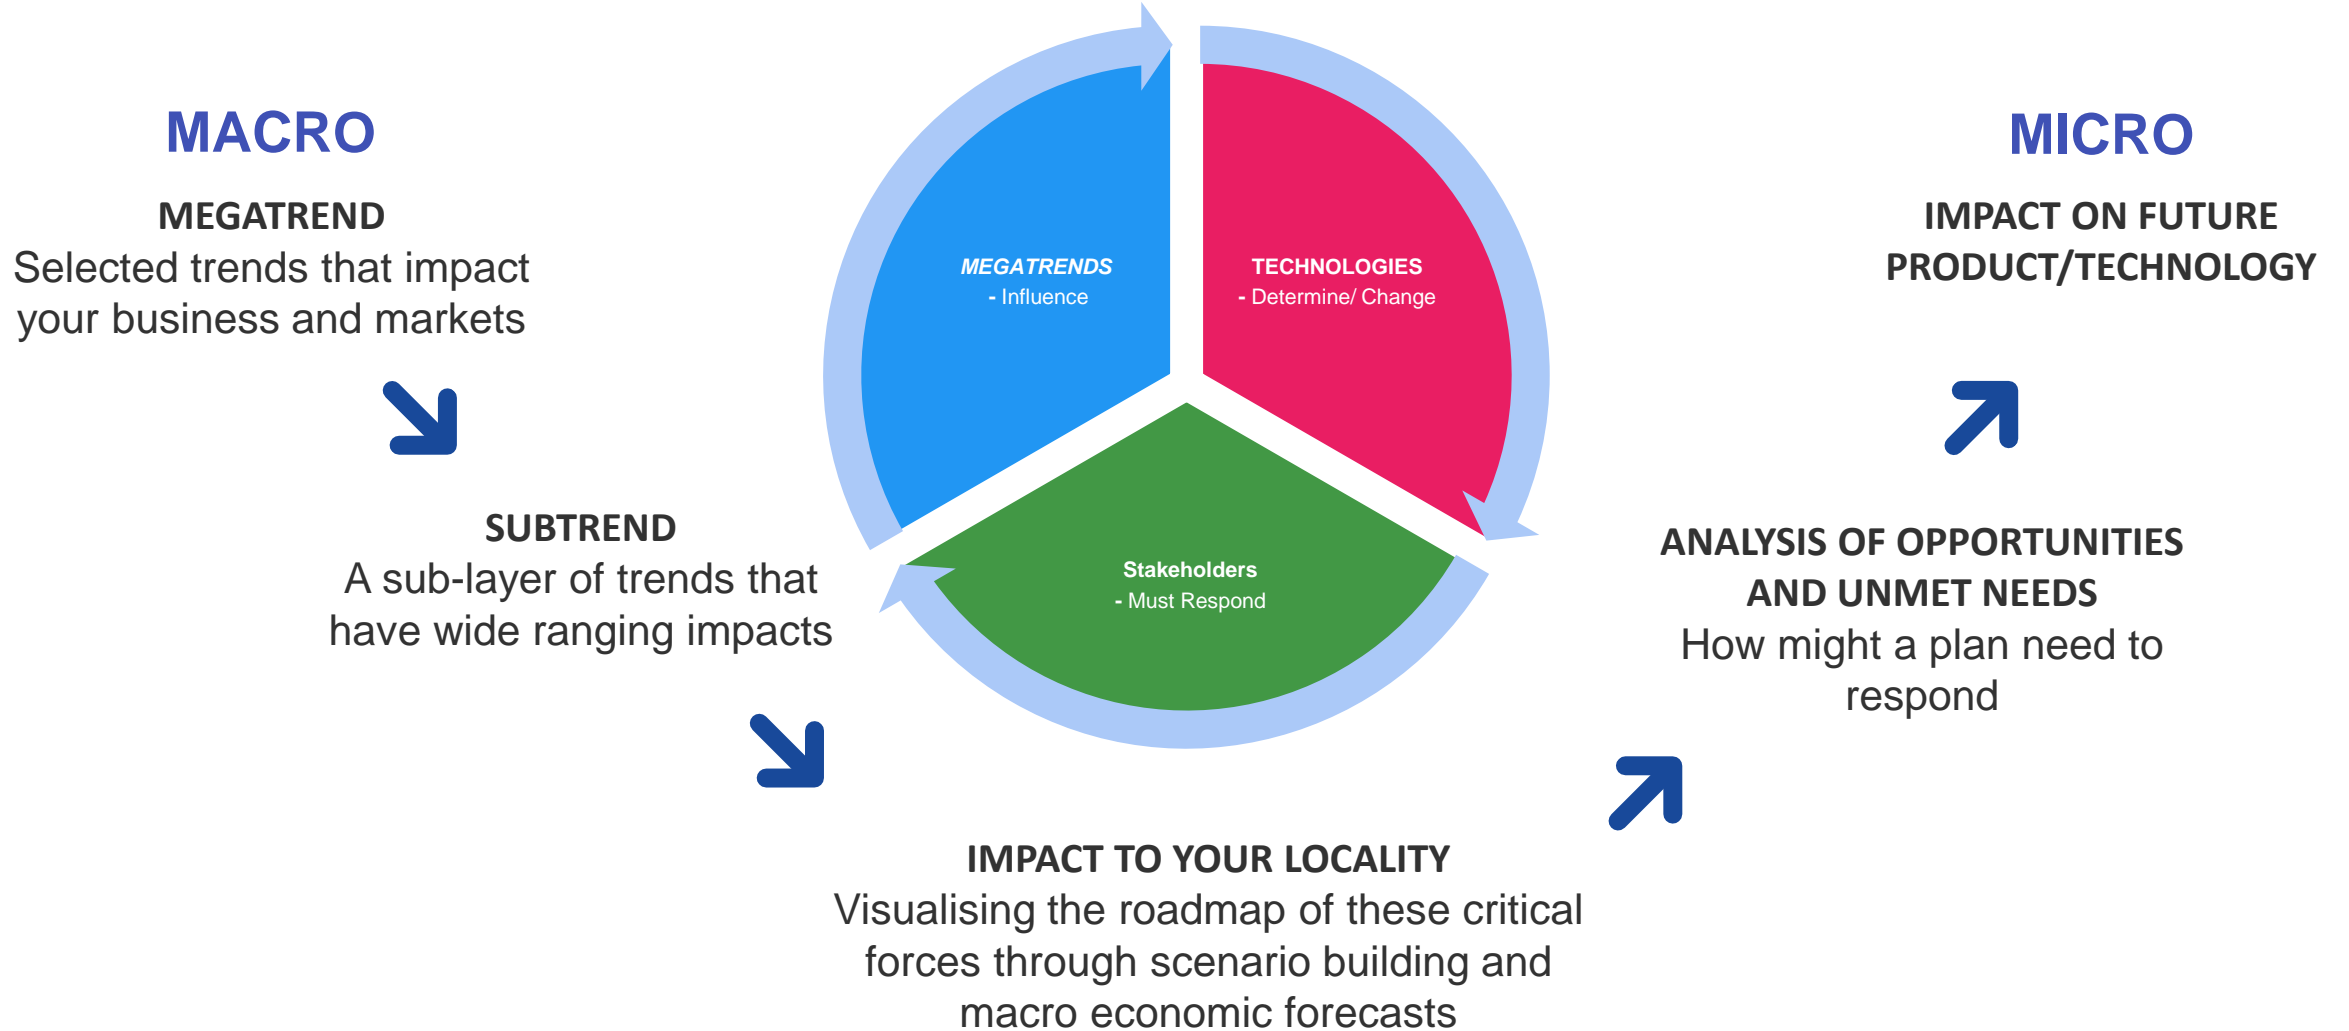 MACRO
MEGATREND
Selected trends that impact
your business and markets
SUBTREND
A sub-layer of trends that
have wide ranging impacts
MEGATRENDS
- Influence
TECHNOLOGIES
- Determine/ Change
Stakeholders
- Must Respond
IMPACT TO YOUR LOCALITY
Visualising the roadmap of these critical
forces through scenario building and
macro economic forecasts
MICRO
IMPACT ON FUTURE
PRODUCT/TECHNOLOGY
ANALYSIS OF OPPORTUNITIES
AND UNMET NEEDS
How might a plan need to
respond